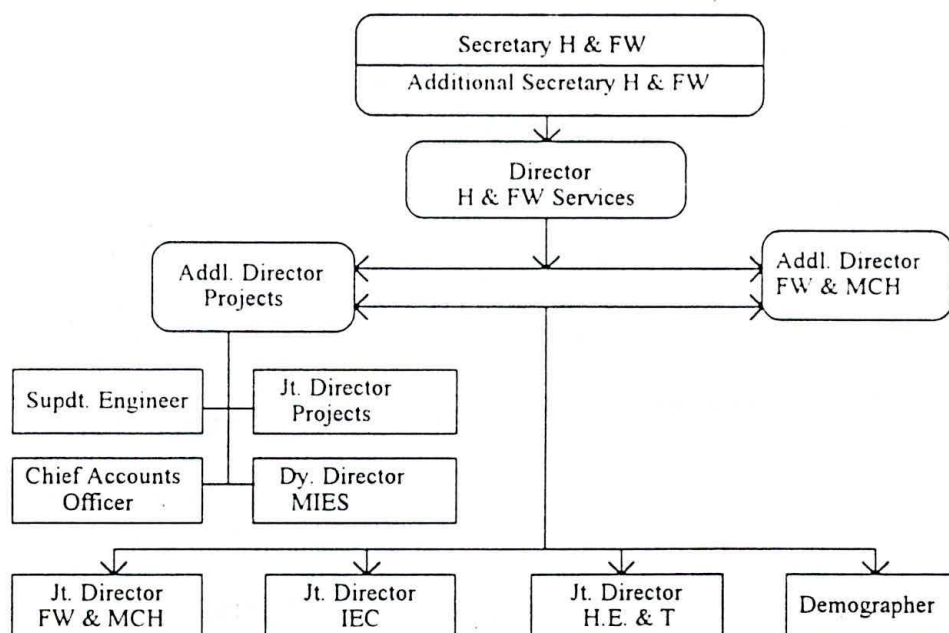 Secretary H & FW
Additional Secretary H & FW
Director
H & FW Services
Addl. Director
Projects
Addl. Director
FW & MCH
Supdt. Engineer
Jt. Director
Projects
Chief Accounts
Officer
Dy. Director
MIES
Jt. Director
FW & MCH
Jt. Director
IEC
Jt. Director
H.E. & T
Demographer